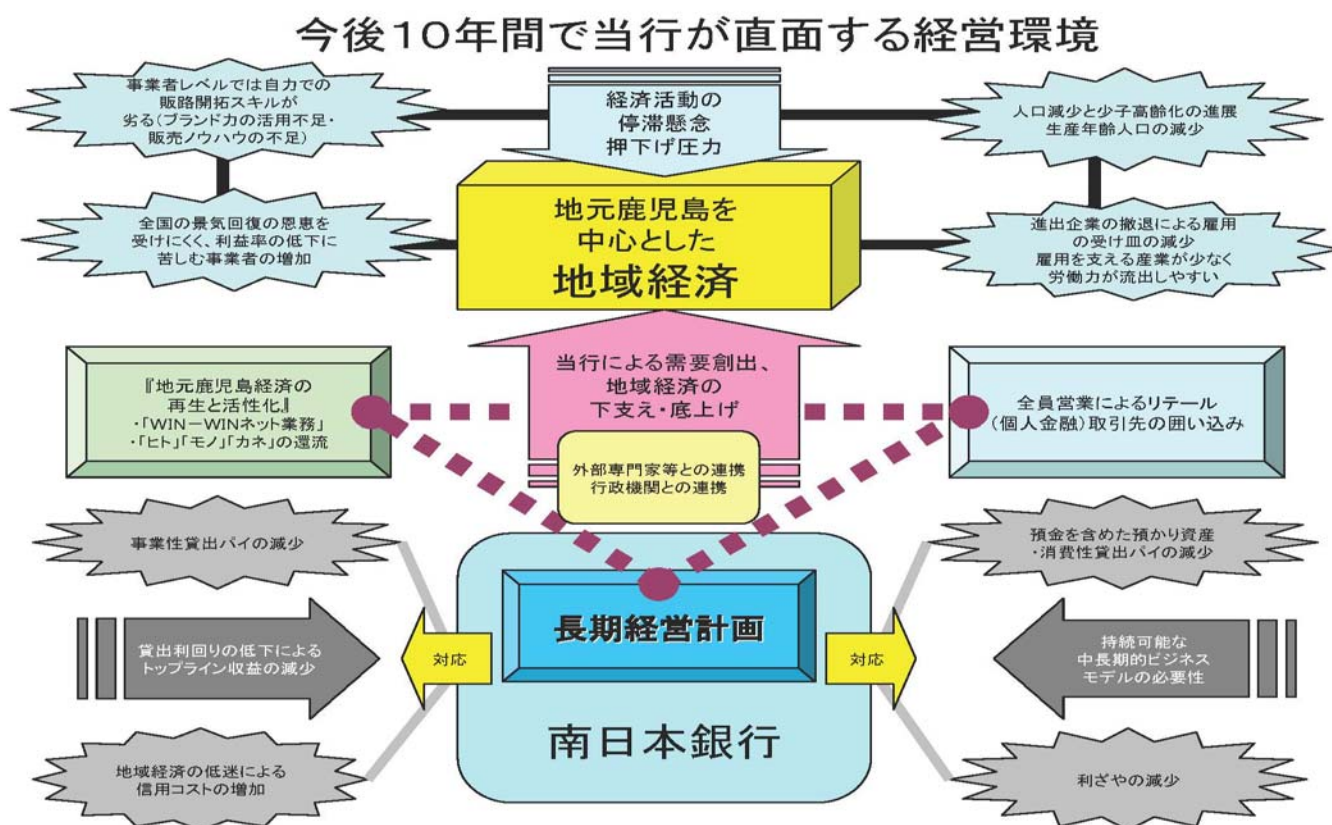 今後10年間で当行が直面する経営環境
事業者レベルでは自力での
販路開拓スキルが
劣る(ブランド力の活用不足・
販売ノウハウの不足)
経済活動の
停滞懸念
押下げ圧力
人口減少と少子高齢化の進展
生産年齢人口の減少
全国の景気回復の恩恵を
受けにくく、利益率の低下に
苦しむ事業者の増加
地元鹿児島を
中心とした
地域経済
進出企業の撤退による雇用
の受け皿の減少
雇用を支える産業が少なく
労働力が流出しやすい
『地元鹿児島経済の
再生と活性化』
・「WIN－WINネット業務」
・「ヒト」「モノ」「カネ」の還流
当行による需要創出、
地域経済の
下支え・底上げ
全員営業によるリテール
(個人金融)取引先の囲い込み
外部専門家等との連携
行政機関との連携
事業性貸出パイの減少
預金を含めた預かり資産
・消費性貸出パイの減少
貸出利回りの低下による
トップライン収益の減少
対応
長期経営計画
対応
持続可能な
中長期的ビジネス
モデルの必要性
南日本銀行
地域経済の低迷による
信用コストの増加
利ざやの減少